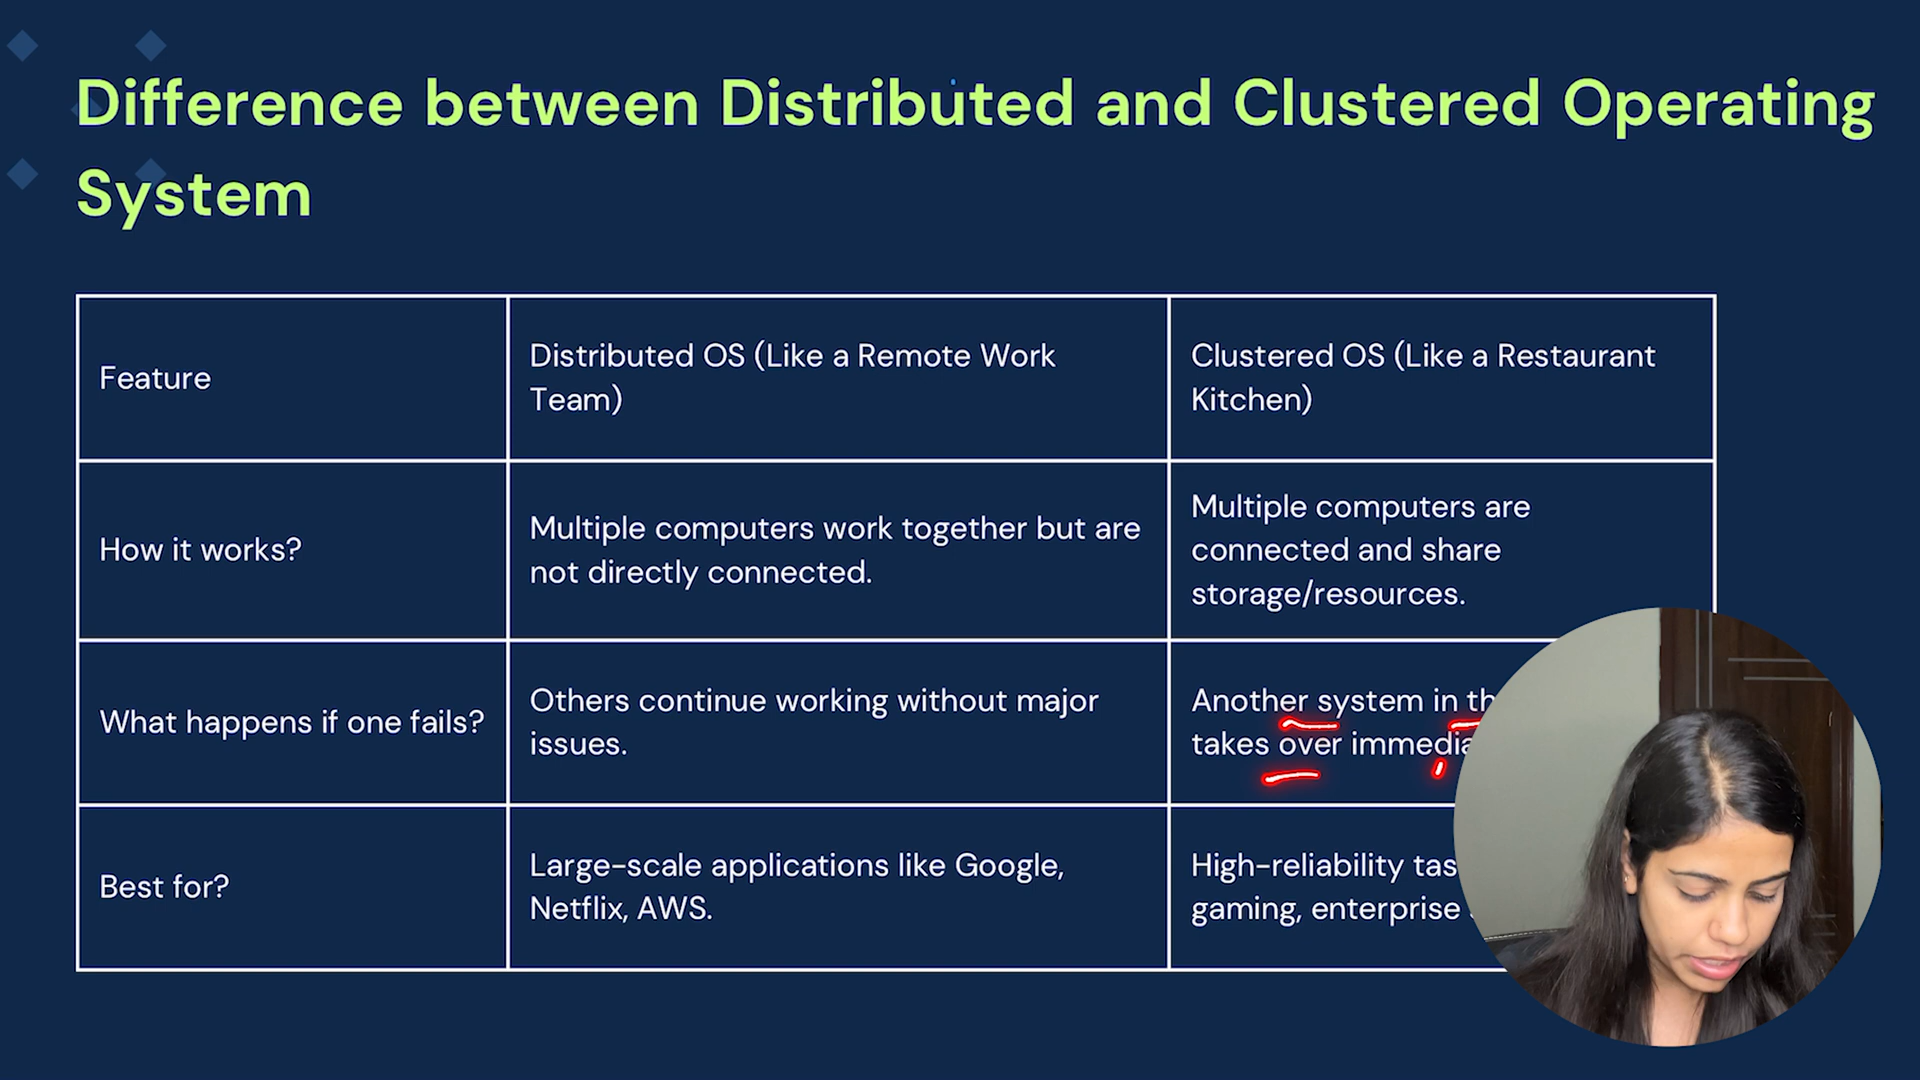 Difference between Distributed and Clustered Operating
System
Feature
Distributed OS (Like a Remote Work
Team)
Clustered OS (Like a Restaurant
Kitchen)
How it works?
Multiple computers work together but are
not directly connected.
Multiple computers are
connected and share
storage/resources.
What happens if one fails?
Others continue working without major
issues.
Another system in
takes over
Best for?
Large-scale applications like Google,
Netflix, AWS.
High-reliability
gaming, enterprise